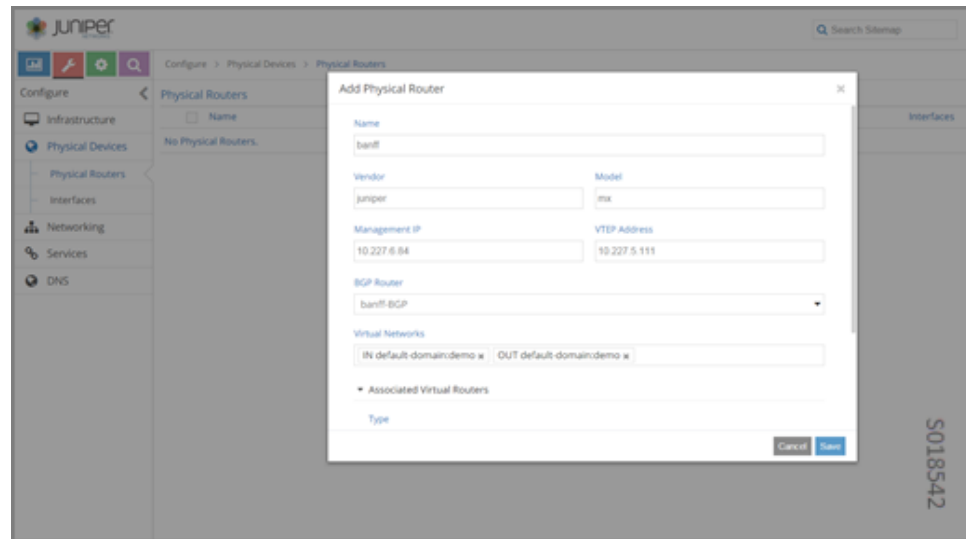 JUNIPER
NETWORKS
Search Sitemap
Configure > Physical Devices > Physical Routers
Configure
Physical Routers
Name
Interfaces
No Physical Routers.
Infrastructure
Physical Devices
Physical Routers
Interfaces
Networking
Services
DNS
Add Physical Router
×
Name
banff
Vendor
Model
juniper
mx
Management IP
VTEP Address
10.227.6.84
10.227.5.111
BGP Router
banff-BGP
Virtual Networks
IN default-domain:demo x OUT default-domain:demo x
Associated Virtual Routers
Type
Cancel Save
S018542